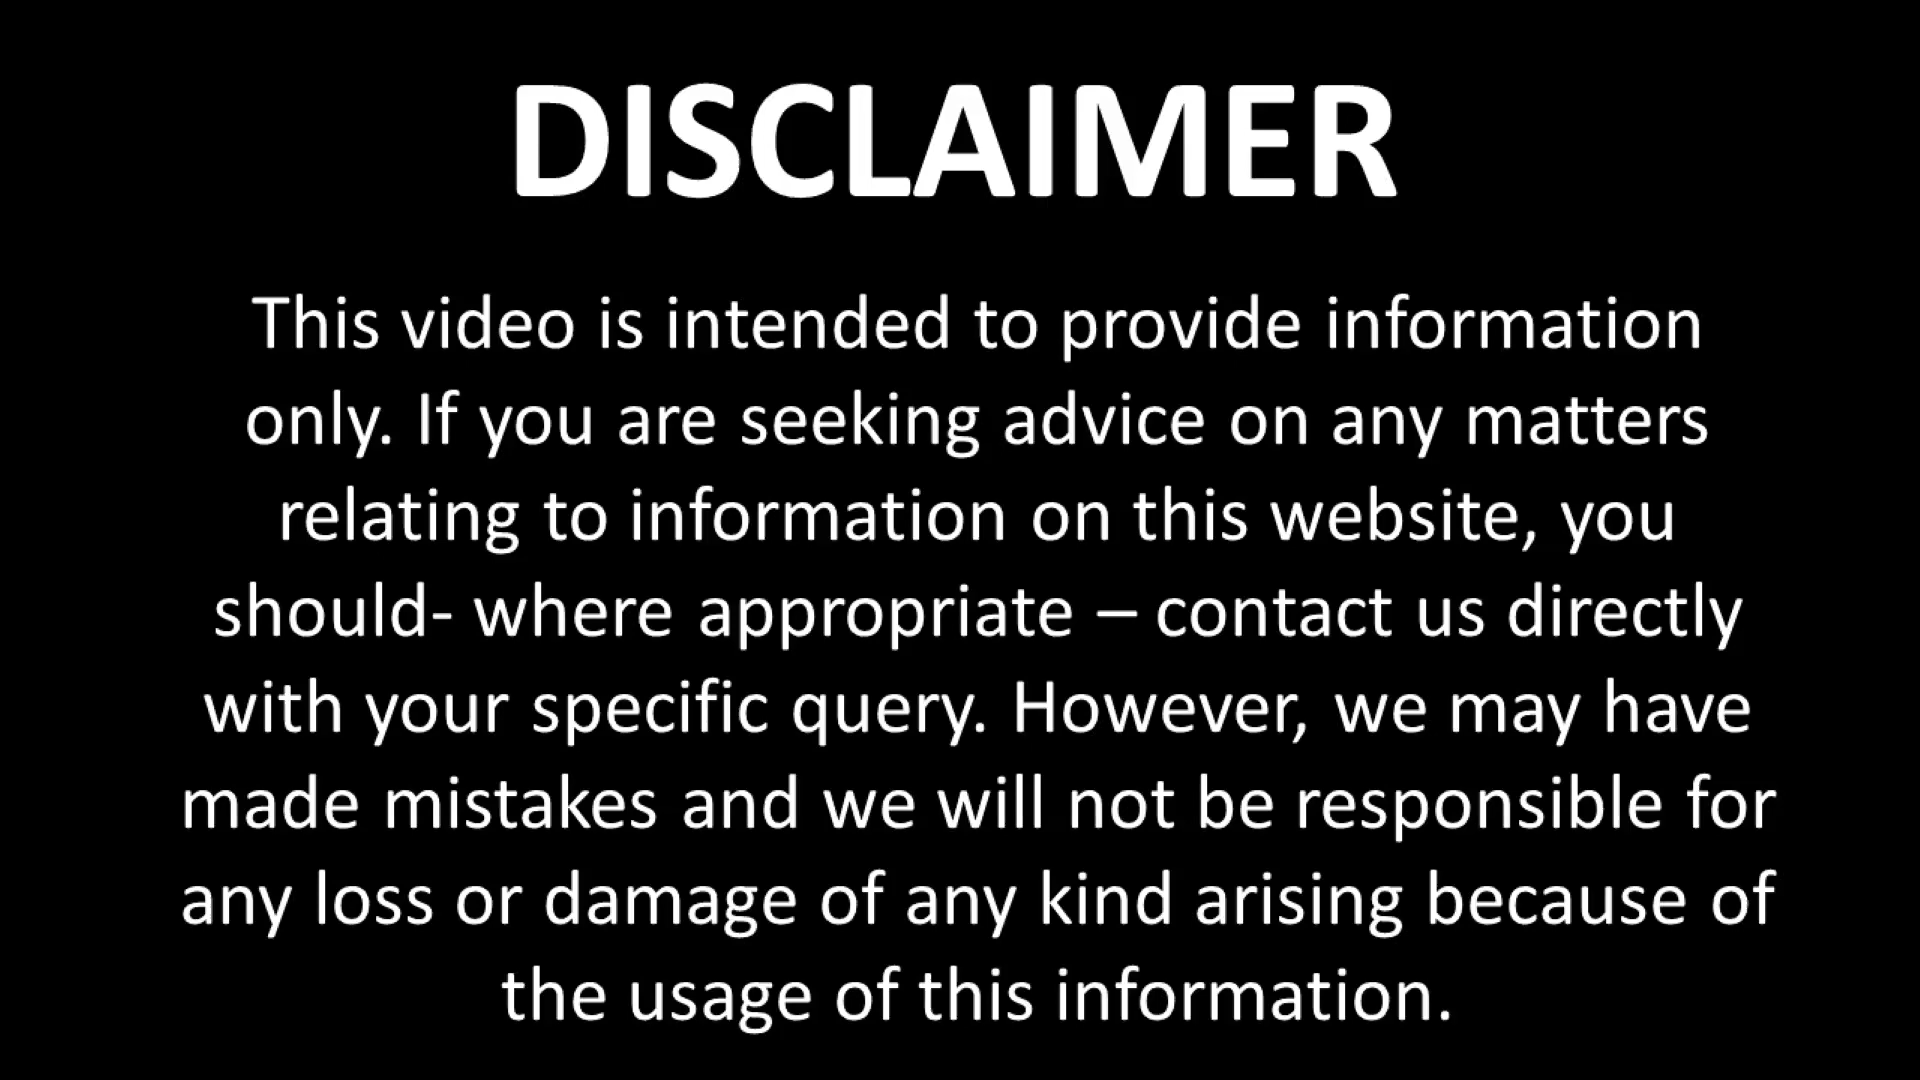 DISCLAIMER
This video is intended to provide information
only. If you are seeking advice on any matters
relating to information on this website, you
should- where appropriate – contact us directly
with your specific query. However, we may have
made mistakes and we will not be responsible for
any loss or damage of any kind arising because of
the usage of this information.